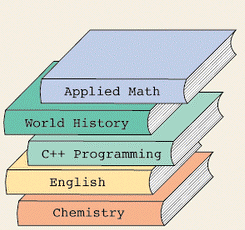 Applied Math
World History
C++ Programming
English
Chemistry